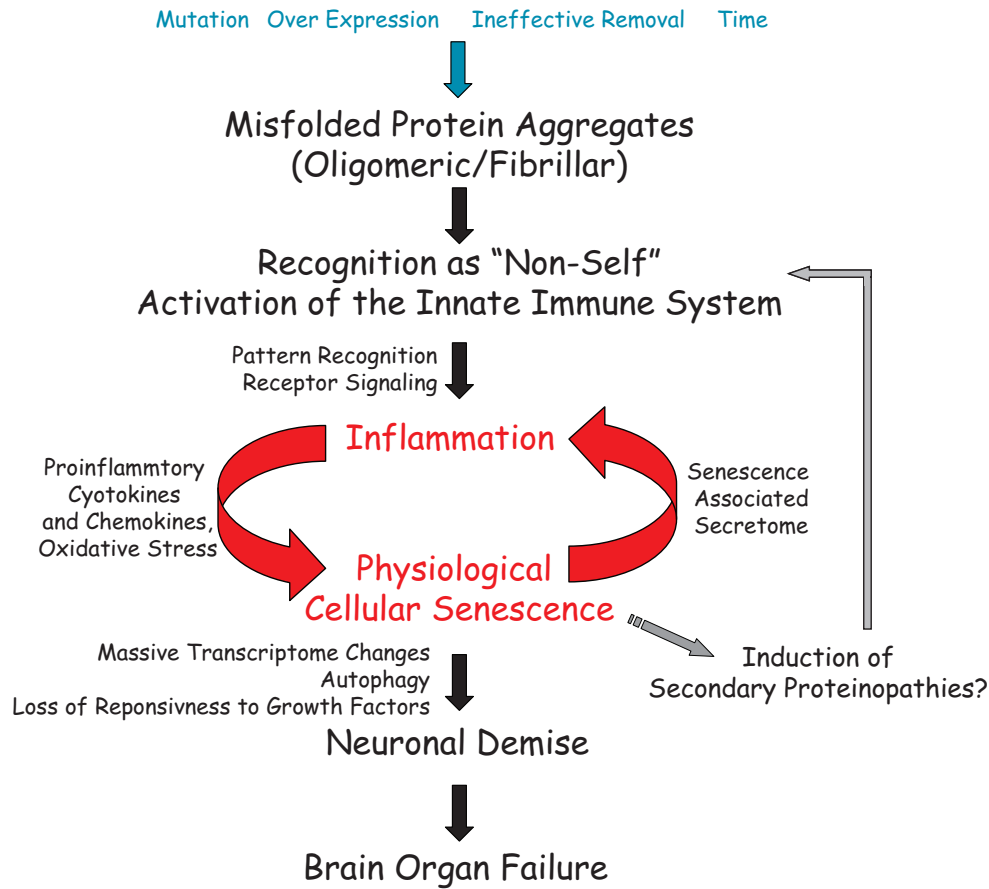 Mutation Over Expression Ineffective Removal Time
Misfolded Protein Aggregates
(Oligomeric/Fibrillar)
Recognition as “Non-Self”
Activation of the Innate Immune System
Pattern Recognition
Receptor Signaling
Inflammation
Proinflammtory
Cyotokines
and Chemokines,
Oxidative Stress
Senescence
Associated
Secretome
Physiological
Cellular Senescence
Massive Transcriptome Changes
Autophagy
Loss of Reponsivness to Growth Factors
Induction of
Secondary Proteinopathies?
Neuronal Demise
Brain Organ Failure